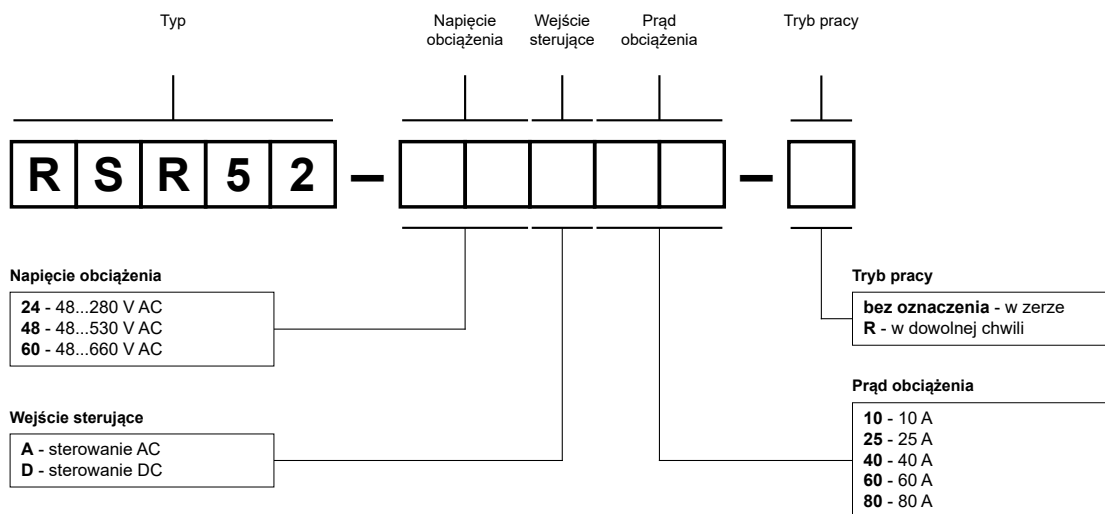 Typ
Napięcie
obciążenia
Wejście
sterujące
Prąd
obciążenia
Tryb pracy
R S R 5 2 – –
Napięcie obciążenia
24 - 48...280 V AC
48 - 48...530 V AC
60 - 48...660 V AC
Wejście sterujące
A - sterowanie AC
D - sterowanie DC
Tryb pracy
bez oznaczenia - w zerze
R - w dowolnej chwili
Prąd obciążenia
10 - 10 A
25 - 25 A
40 - 40 A
60 - 60 A
80 - 80 A